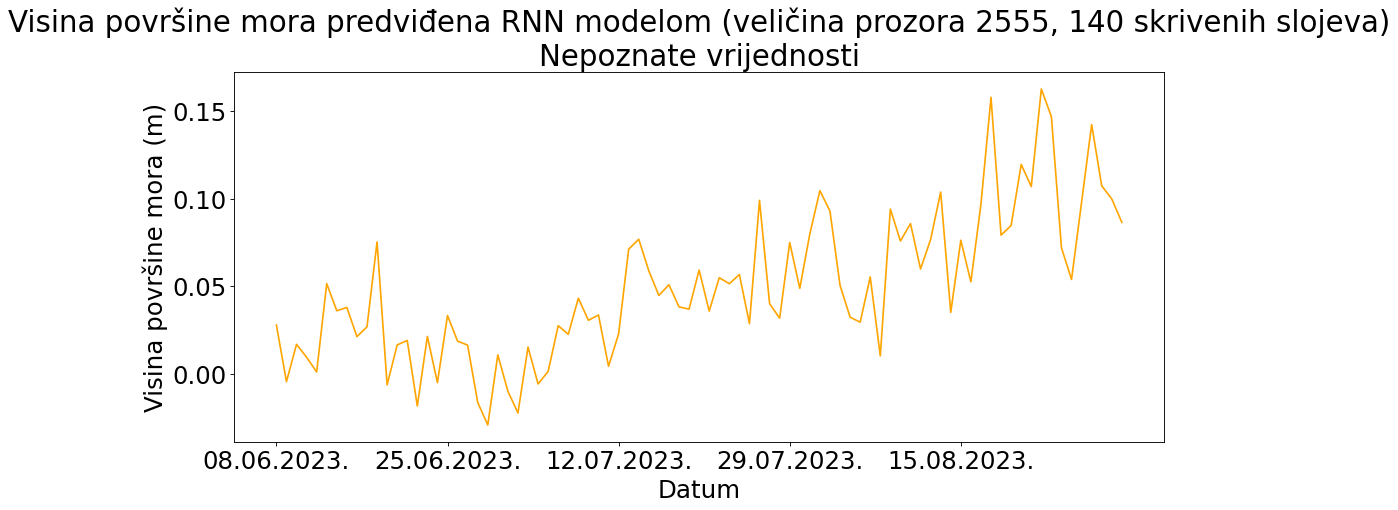 Visina površine mora predviđena RNN modelom (veličina prozora 2555, 140 skrivenih slojeva)
Nepoznate vrijednosti
Visina površine mora (m)
0.15
0.10
0.05
0.00
08.06.2023.
25.06.2023.
12.07.2023.
29.07.2023.
15.08.2023.
Datum